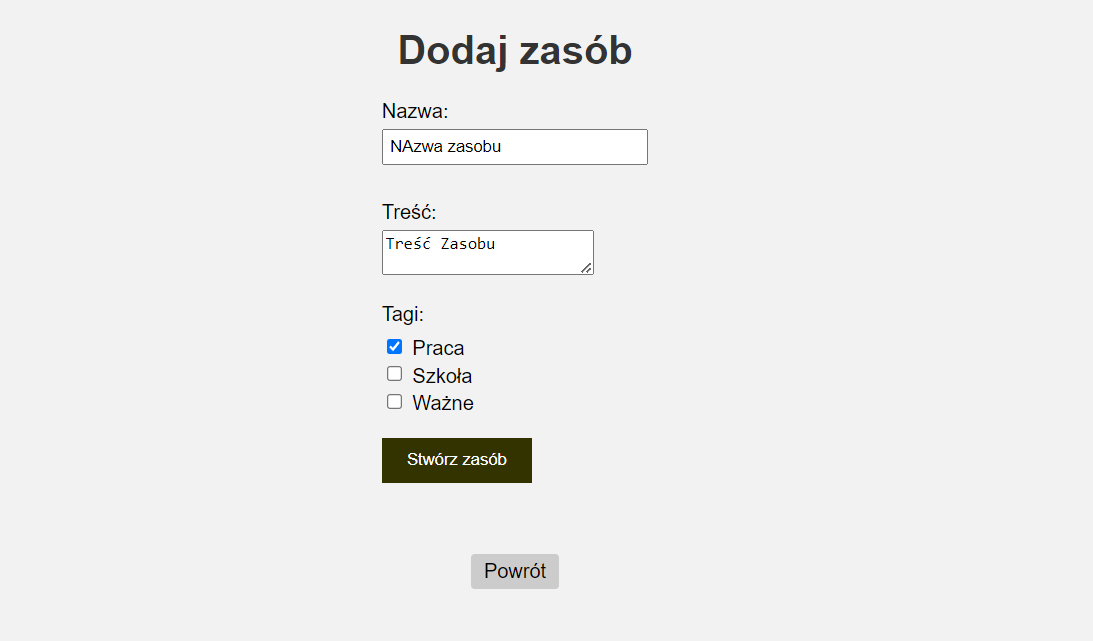 Dodaj zasób
Nazwa:
NAzwa zasobu
Treść:
Treść Zasobu
Tagi:
Praca
Szkoła
Ważne
Stwórz zasób
Powrót